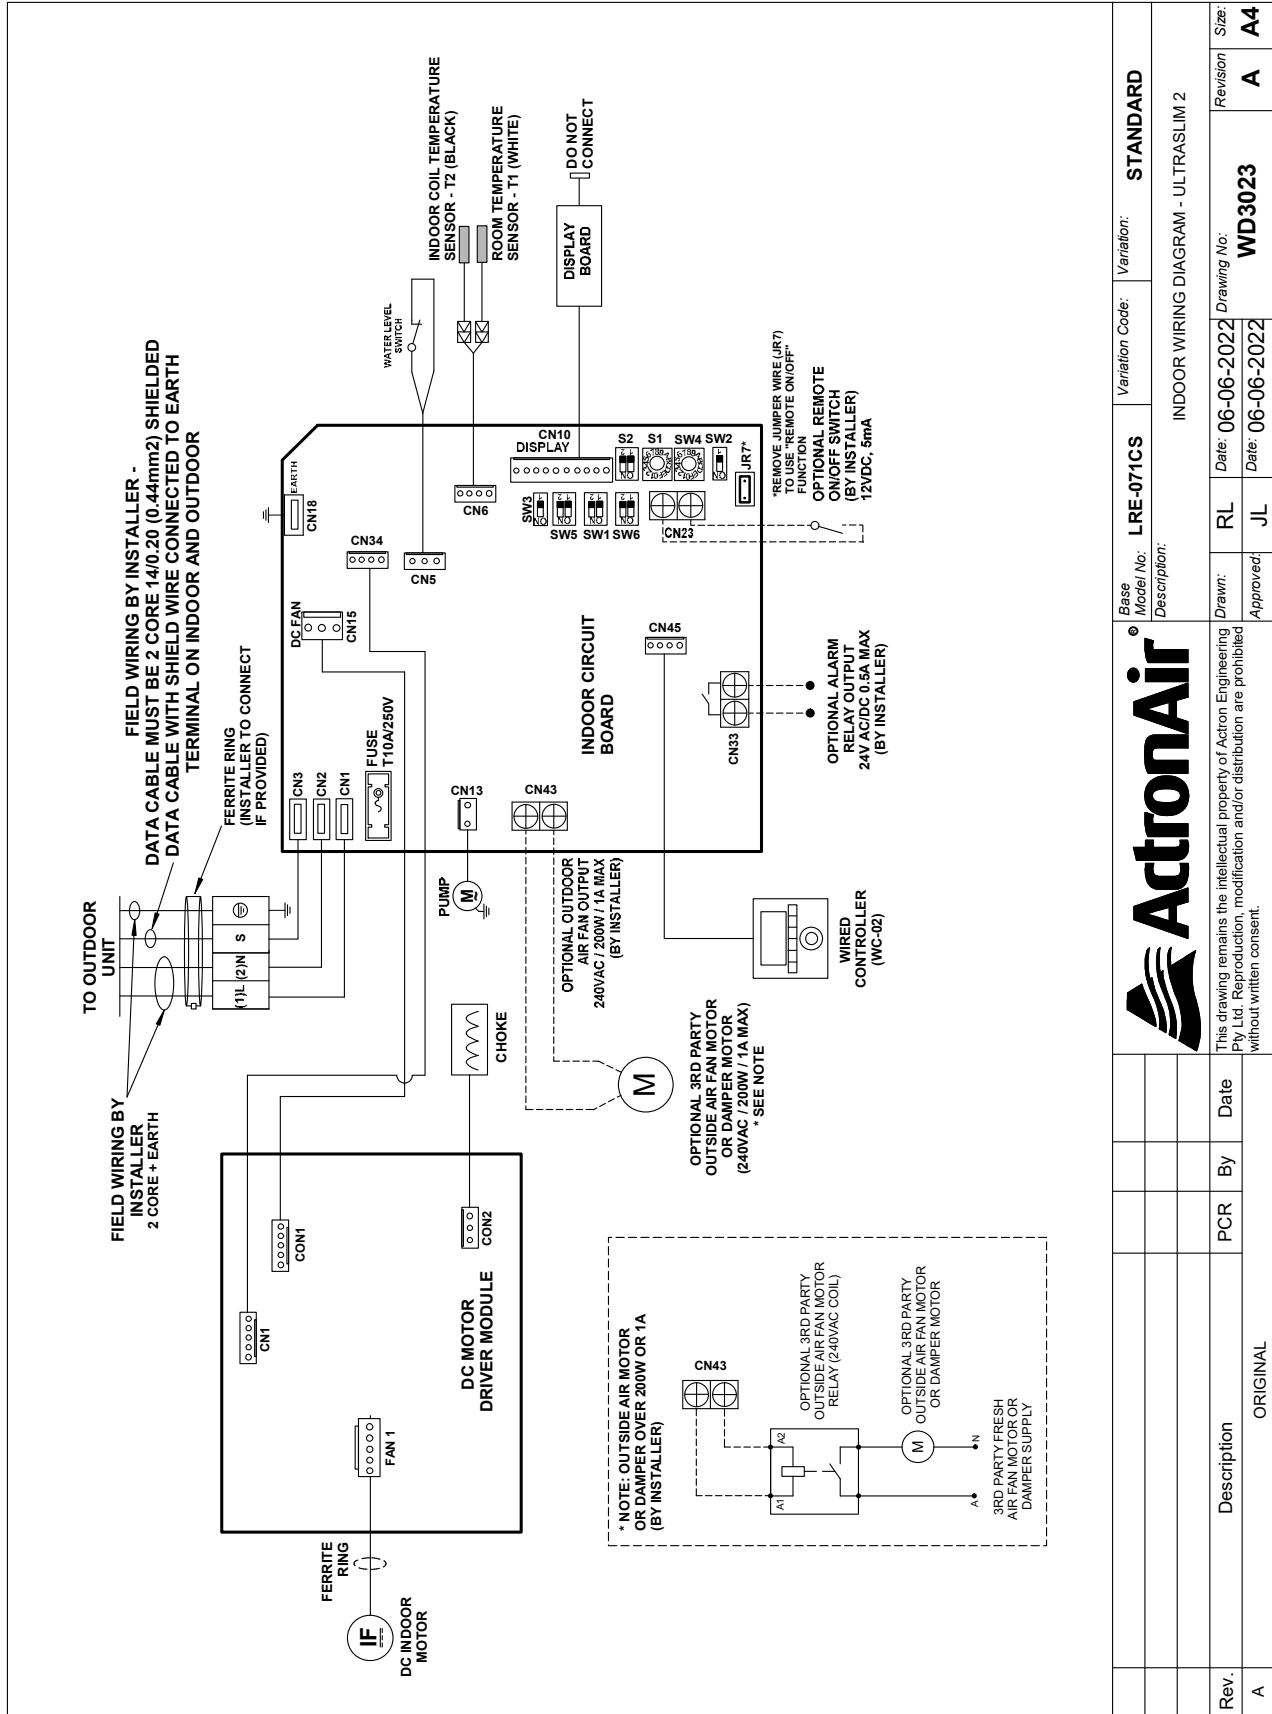 TO OUTDOOR
UNIT
FIELD WIRING BY INSTALLER -
DATA CABLE MUST BE 2 CORE 14/0.20 (0.44mm2) SHIELDED
DATA CABLE WITH SHIELD WIRE CONNECTED TO EARTH
TERMINAL ON INDOOR AND OUTDOOR
FIELD WIRING BY
INSTALLER
2 CORE + EARTH
FERRITE RING
(INSTALLER TO CONNECT
IF PROVIDED)
(1)L
(2)N
S
CN3
CN2
CN1
FUSE
T10A/250V
DC FAN
CN15
EARTH
CN18
CN34
CN5
CN6
WATER LEVEL
SWITCH
INDOOR COIL TEMPERATURE
SENSOR - T2 (BLACK)
ROOM TEMPERATURE
SENSOR - T1 (WHITE)
CN10
DISPLAY
DISPLAY
BOARD
DO NOT
CONNECT
SW3
SW5
SW1
SW6
S2
S1
SW4
SW2
CN23
JR7*
*REMOVE JUMPER WIRE (JR7)
TO USE "REMOTE ON/OFF"
FUNCTION
OPTIONAL REMOTE
ON/OFF SWITCH
(BY INSTALLER)
12VDC, 5mA
INDOOR CIRCUIT
BOARD
CN45
CN33
OPTIONAL ALARM
RELAY OUTPUT
24V AC/DC 0.5A MAX
(BY INSTALLER)
PUMP
M
CN13
CN43
OPTIONAL OUTDOOR
AIR FAN OUTPUT
240VAC / 200W / 1A MAX
(BY INSTALLER)
WIRED
CONTROLLER
(WC-02)
CHOKE
M
OPTIONAL 3RD PARTY
OUTSIDE AIR FAN MOTOR
OR DAMPER MOTOR
(240VAC / 200W / 1A MAX)
* SEE NOTE
CN1
CON1
CON2
DC MOTOR
DRIVER MODULE
FAN 1
FERRITE
RING
IF
DC INDOOR
MOTOR
* NOTE: OUTSIDE AIR MOTOR
OR DAMPER OVER 200W OR 1A
(BY INSTALLER)
CN43
A1
A2
OPTIONAL 3RD PARTY
OUTSIDE AIR FAN MOTOR
RELAY (240VAC COIL)
M
OPTIONAL 3RD PARTY
OUTSIDE AIR FAN MOTOR
OR DAMPER MOTOR
A
N
3RD PARTY FRESH
AIR FAN MOTOR OR
DAMPER SUPPLY
Rev.
Description
PCR
By
Date
A
ORIGINAL
ActronAir®
This drawing remains the intellectual property of Actron Engineering
Pty Ltd. Reproduction, modification and/or distribution are prohibited
without written consent.
Base
Model No: LRE-071CS
Variation Code:
Variation: STANDARD
Description:
INDOOR WIRING DIAGRAM - ULTRASLIM 2
Drawn: RL
Date: 06-06-2022
Approved: JL
Date: 06-06-2022
Drawing No:
WD3023
Revision
A
Size:
A4